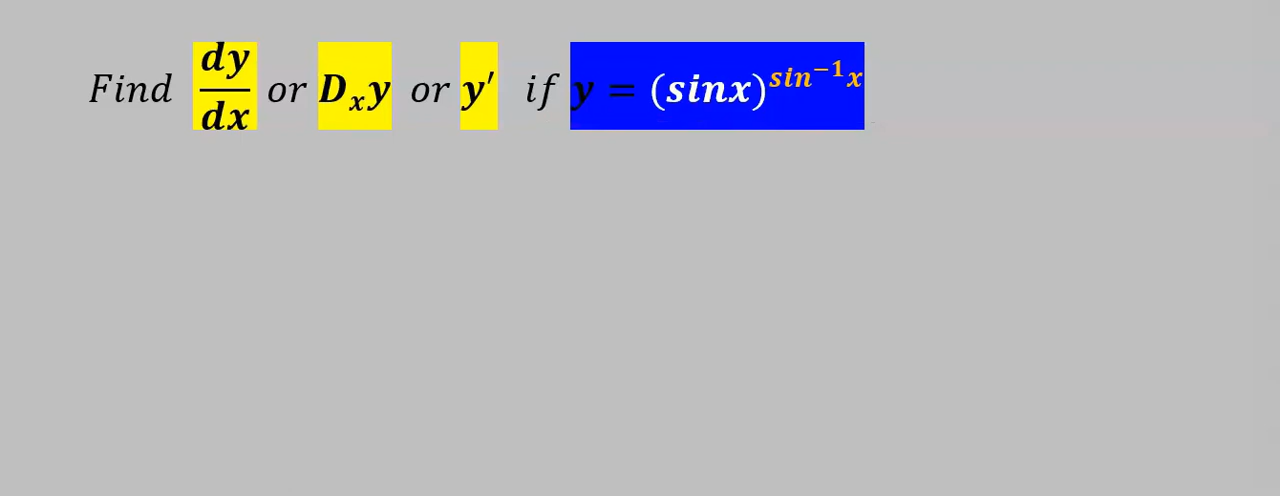 Find dy/dx or Dₓy or y′ if y = (sinx)^sin⁻¹x